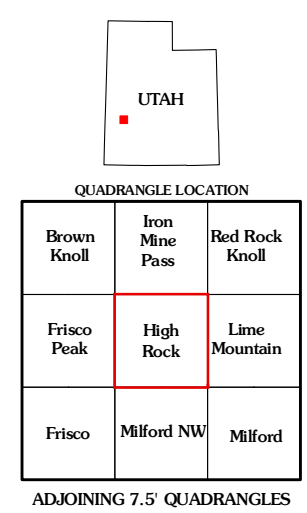 UTAH
QUADRANGLE LOCATION
Brown
Knoll
Iron
Mine
Pass
Red Rock
Knoll
Frisco
Peak
High
Rock
Lime
Mountain
Frisco
Milford NW
Milford
ADJOINING 7.5' QUADRANGLES